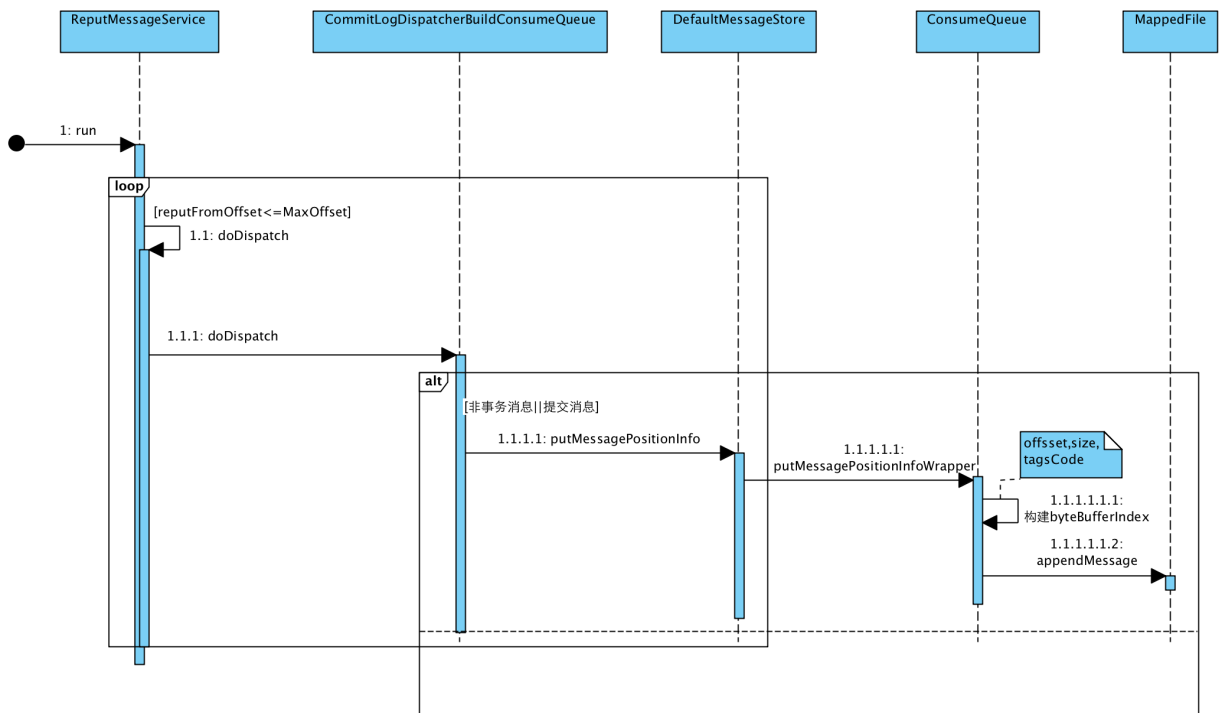 ReputMessageService
CommitLogDispatcherBuildConsumeQueue
DefaultMessageStore
ConsumeQueue
MappedFile
1: run
loop
[reputFromOffset<=MaxOffset]
1.1: doDispatch
1.1.1: doDispatch
alt
[非事务消息||提交消息]
1.1.1.1: putMessagePositionInfo
1.1.1.1.1:
putMessagePositionInfoWrapper
offsset,size,
tagsCode
1.1.1.1.1.1:
构建byteBufferIndex
1.1.1.1.1.2:
appendMessage